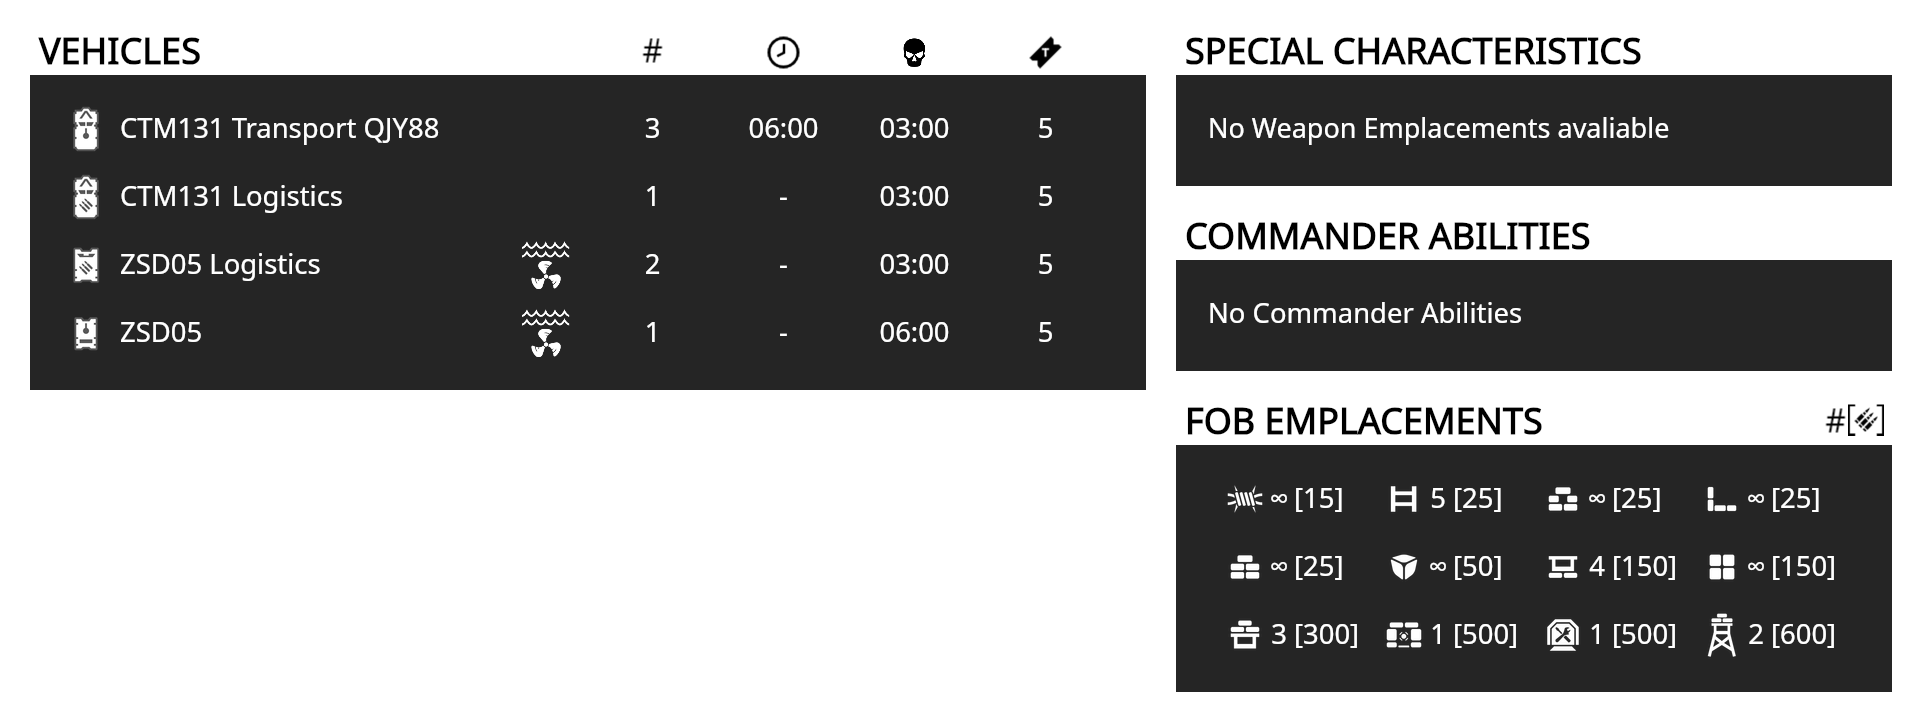 VEHICLES #
CTM131 Transport QJY88 3 06:00 03:00 5
CTM131 Logistics 1 - 03:00 5
ZSD05 Logistics 2 - 03:00 5
ZSD05 1 - 06:00 5
SPECIAL CHARACTERISTICS
No Weapon Emplacements avaliable
COMMANDER ABILITIES
No Commander Abilities
FOB EMPLACEMENTS #[]
∞ [15] 5 [25] ∞ [25] ∞ [25]
∞ [25] ∞ [50] 4 [150] ∞ [150]
3 [300] 1 [500] 1 [500] 2 [600]